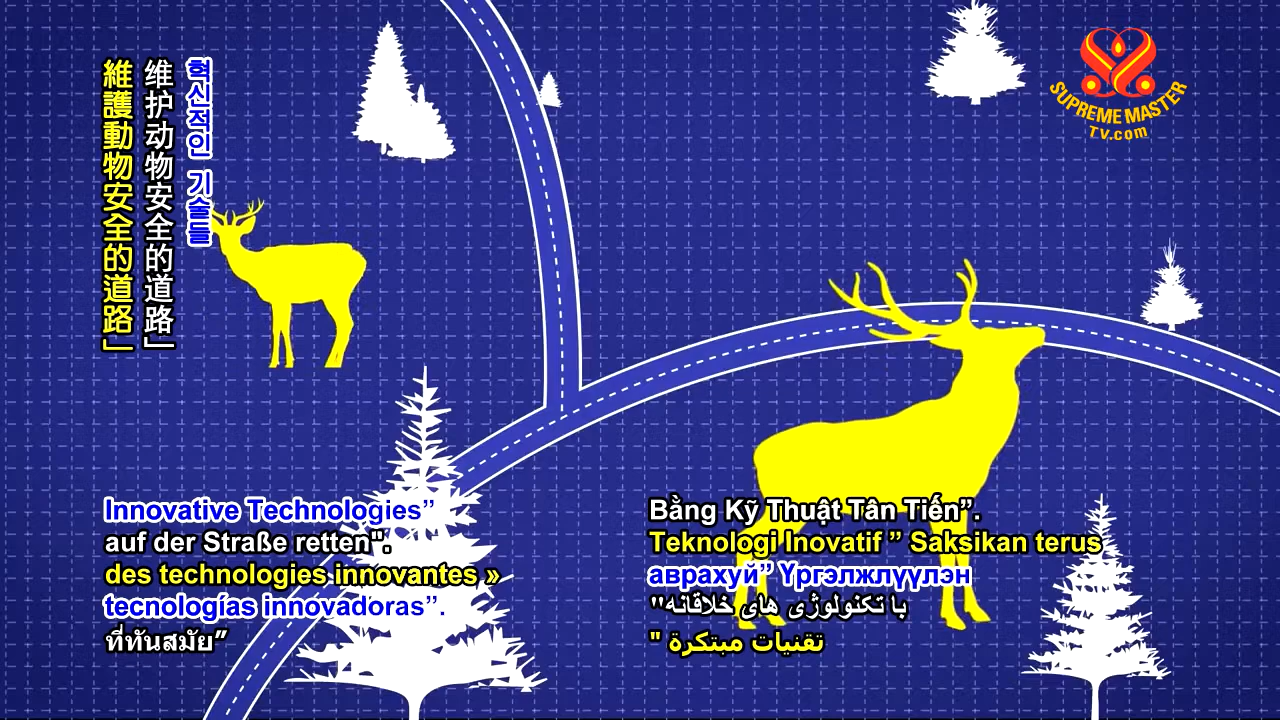 維護動物安全的道路」
维护动物安全的道路」
혁신적인 기술들
SUPREME MASTER
TV.com
Innovative Technologies”
auf der Straße retten".
des technologies innovantes »
tecnologías innovadoras”.
ที่ทันสมัย”
Bằng Kỹ Thuật Tân Tiến”.
Teknologi Inovatif ” Saksikan terus
аврахуй” Үргэлжлүүлэн
با تکنولوژی های خلاقانه"
تقنيات مبتكرة "